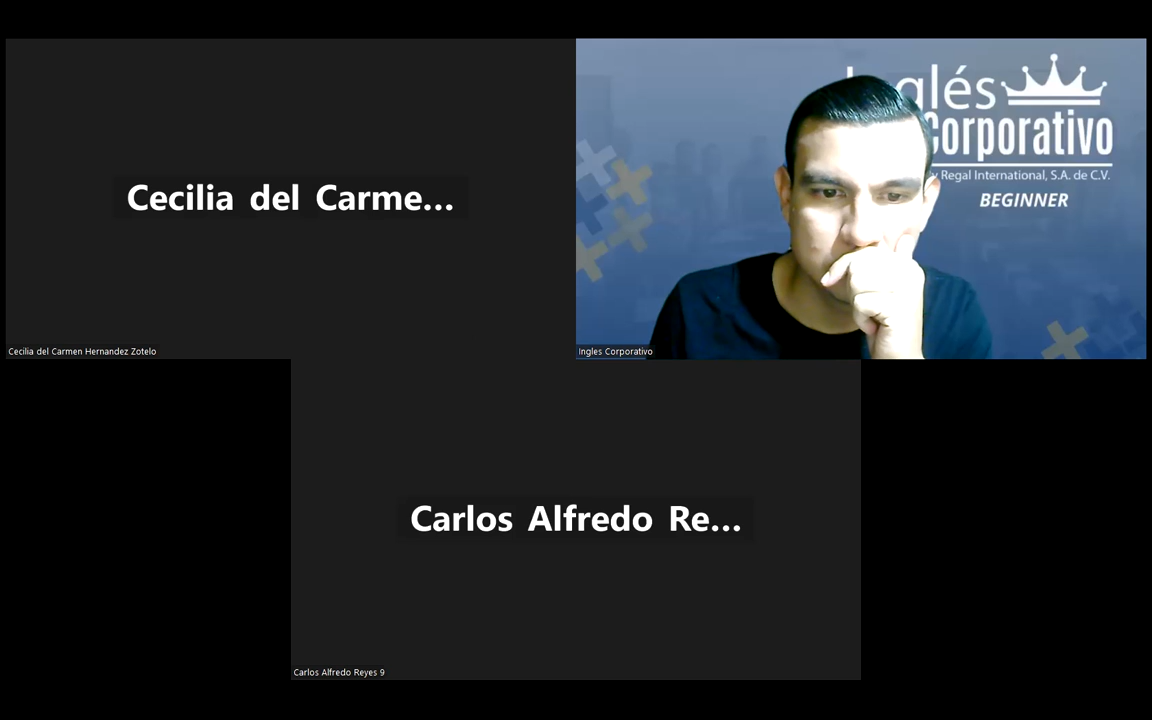 Cecilia del Carme...
Cecilia del Carmen Hernandez Zotelo
Inglés
Corporativo
y Regal International, S.A. de C.V.
BEGINNER
Ingles Corporativo
Carlos Alfredo Re...
Carlos Alfredo Reyes 9